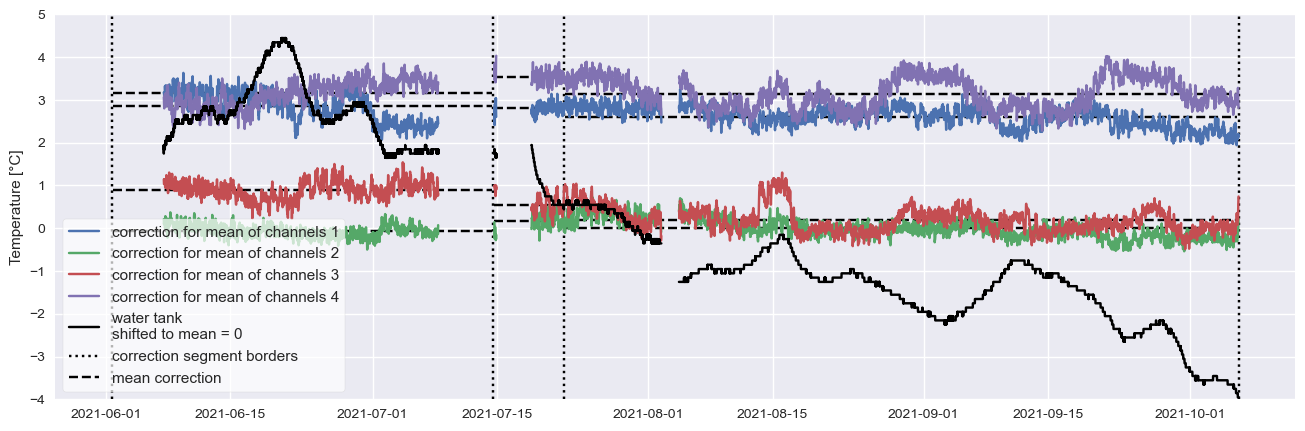 5
4
3
2
1
0
−1
−2
−3
−4
Temperature [°C]
correction for mean of channels 1
correction for mean of channels 2
correction for mean of channels 3
correction for mean of channels 4
water tank
shifted to mean = 0
correction segment borders
mean correction
2021-06-01 2021-06-15 2021-07-01 2021-07-15 2021-08-01 2021-08-15 2021-09-01 2021-09-15 2021-10-01